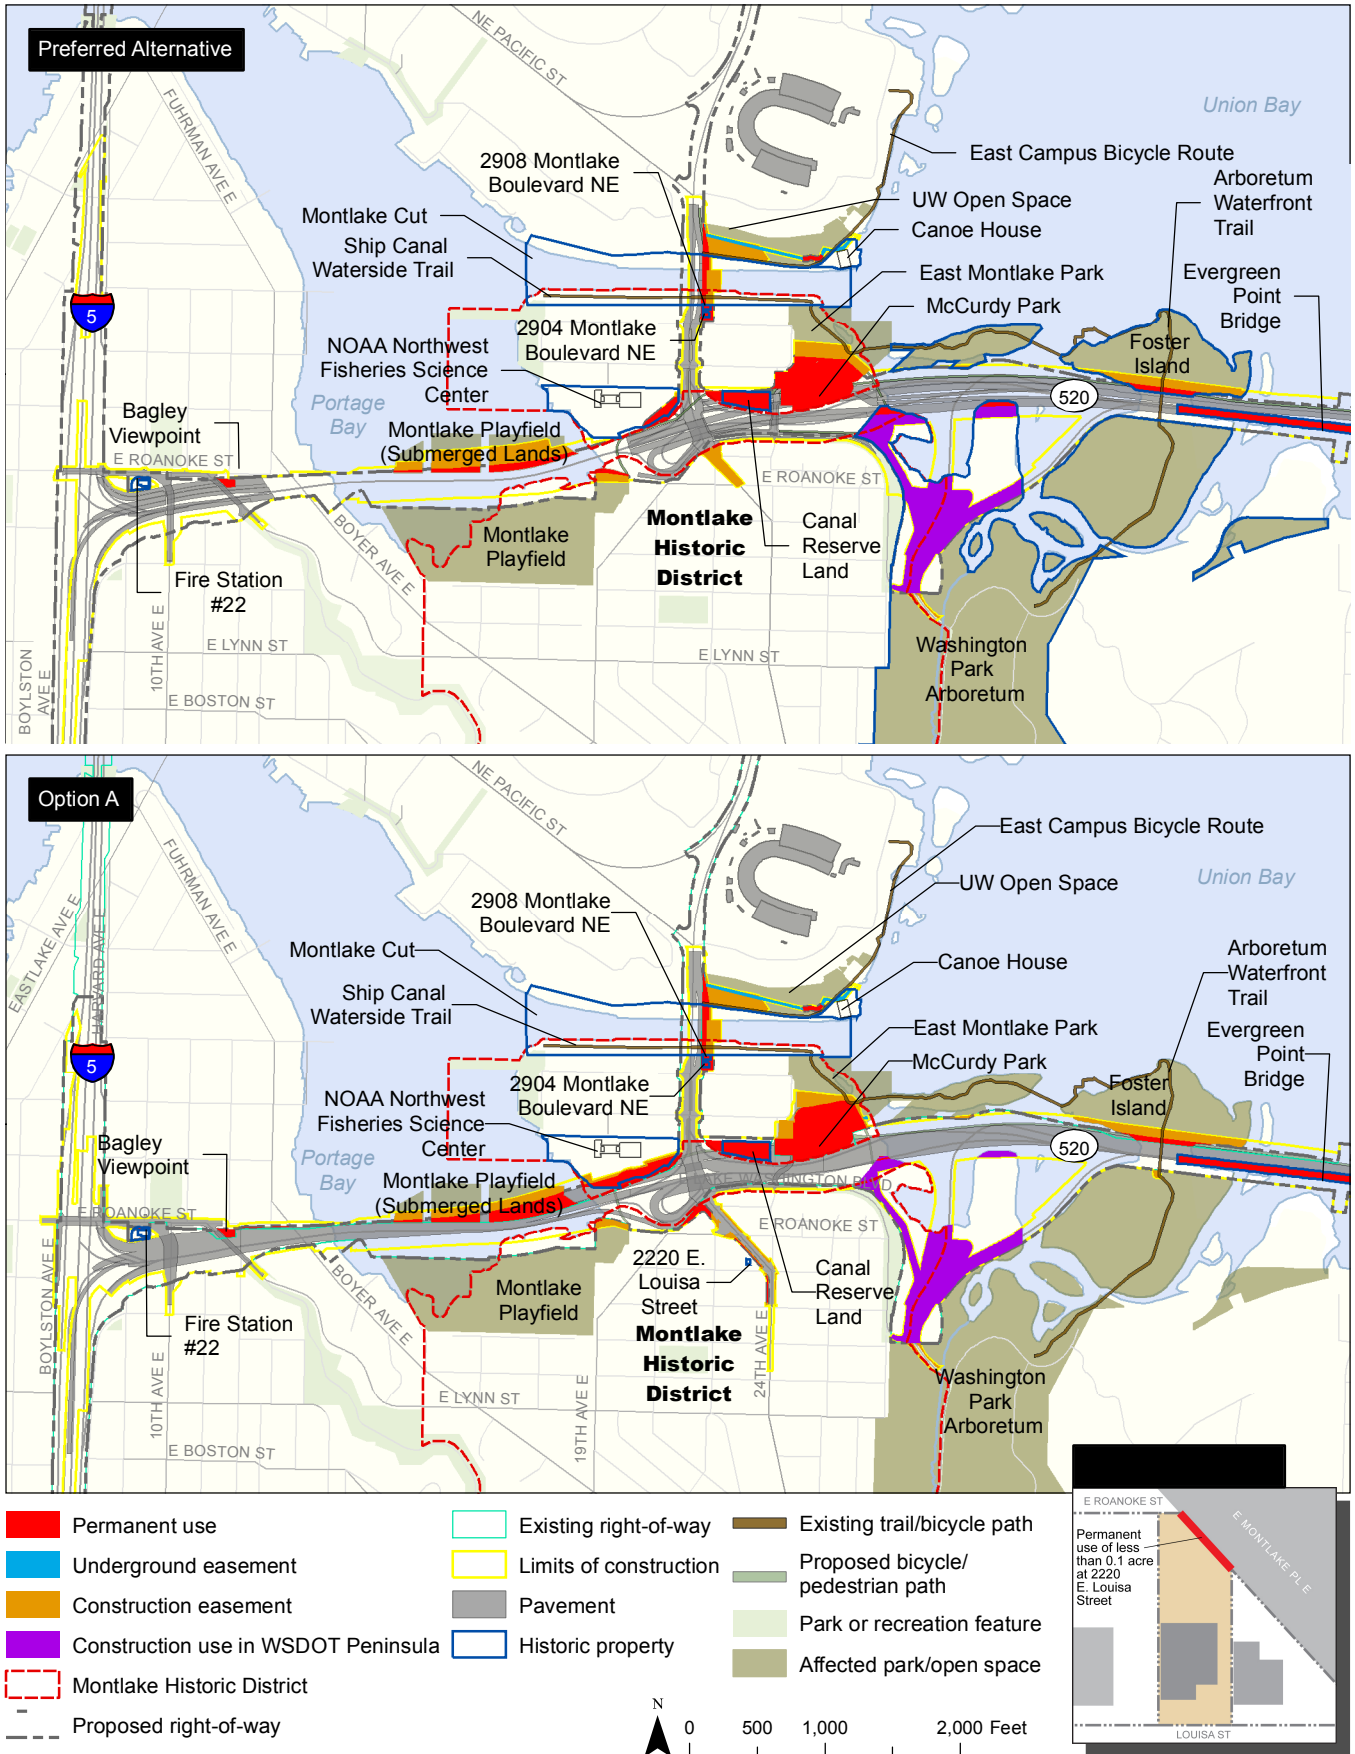 Preferred Alternative
NE PACIFIC ST
FUHRMAN AVE E
Union Bay
2908 Montlake
Boulevard NE
East Campus Bicycle Route
Arboretum
Waterfront
Trail
UW Open Space
Canoe House
Montlake Cut
Ship Canal
Waterside Trail
East Montlake Park
Evergreen
Point
Bridge
McCurdy Park
5
2904 Montlake
Boulevard NE
NOAA Northwest
Fisheries Science
Center
Foster
Island
520
Portage
Bay
Bagley
Viewpoint
Montlake Playfield
(Submerged Lands)
E ROANOKE ST
E ROANOKE ST
BOYER AVE E
Montlake
Playfield
Montlake
Historic
District
Canal
Reserve
Land
Fire Station
#22
10TH AVE E
E LYNN ST
E LYNN ST
BOYLSTON
AVE E
E BOSTON ST
Washington
Park
Arboretum
Option A
NE PACIFIC ST
FUHRMAN AVE E
EASTLAKE AVE E
HARVARD AVE E
East Campus Bicycle Route
UW Open Space
Union Bay
2908 Montlake
Boulevard NE
Montlake Cut
Canoe House
Arboretum
Waterfront
Trail
Ship Canal
Waterside Trail
East Montlake Park
Evergreen
Point
Bridge
McCurdy Park
5
2904 Montlake
Boulevard NE
NOAA Northwest
Fisheries Science
Center
Foster
Island
520
Bagley
Viewpoint
Portage
Bay
Montlake Playfield
(Submerged Lands)
LAKE WASHINGTON BLVD
E ROANOKE ST
E ROANOKE ST
BOYLSTON AVE E
BOYER AVE E
Montlake
Playfield
2220 E.
Louisa
Street
Canal
Reserve
Land
Fire Station
#22
Montlake
Historic
District
10TH AVE E
19TH AVE E
24TH AVE E
E LYNN ST
E BOSTON ST
Washington
Park
Arboretum
E ROANOKE ST
E MONTLAKE PL E
Permanent
use of less
than 0.1 acre
at 2220
E. Louisa
Street
LOUISA ST
Permanent use
Underground easement
Construction easement
Construction use in WSDOT Peninsula
Montlake Historic District
Proposed right-of-way
Existing right-of-way
Limits of construction
Pavement
Historic property
Existing trail/bicycle path
Proposed bicycle/
pedestrian path
Park or recreation feature
Affected park/open space
N
0 500 1,000 2,000 Feet